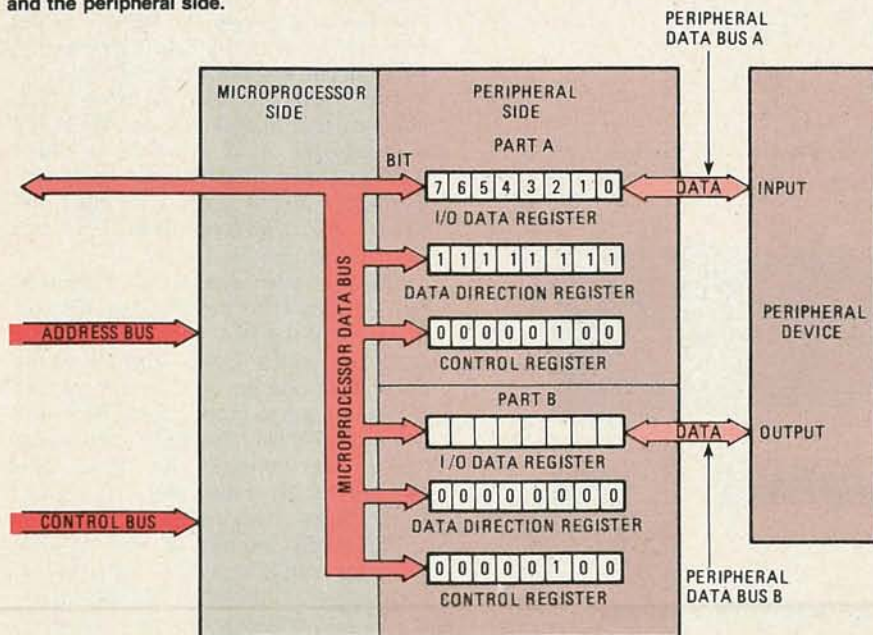 and the peripheral side.
PERIPHERAL
DATA BUS A
MICROPROCESSOR
SIDE
PERIPHERAL
SIDE
PART A
BIT
7 6 5 4 3 2 1 0
DATA
INPUT
I/O DATA REGISTER
1 1 1 1 1 1 1 1
DATA DIRECTION REGISTER
MICROPROCESSOR DATA BUS
ADDRESS BUS
0 0 0 0 0 1 0 0
CONTROL REGISTER
PERIPHERAL
DEVICE
PART B
DATA
OUTPUT
I/O DATA REGISTER
0 0 0 0 0 0 0 0
DATA DIRECTION REGISTER
CONTROL BUS
0 0 0 0 0 1 0 0
CONTROL REGISTER
PERIPHERAL
DATA BUS B